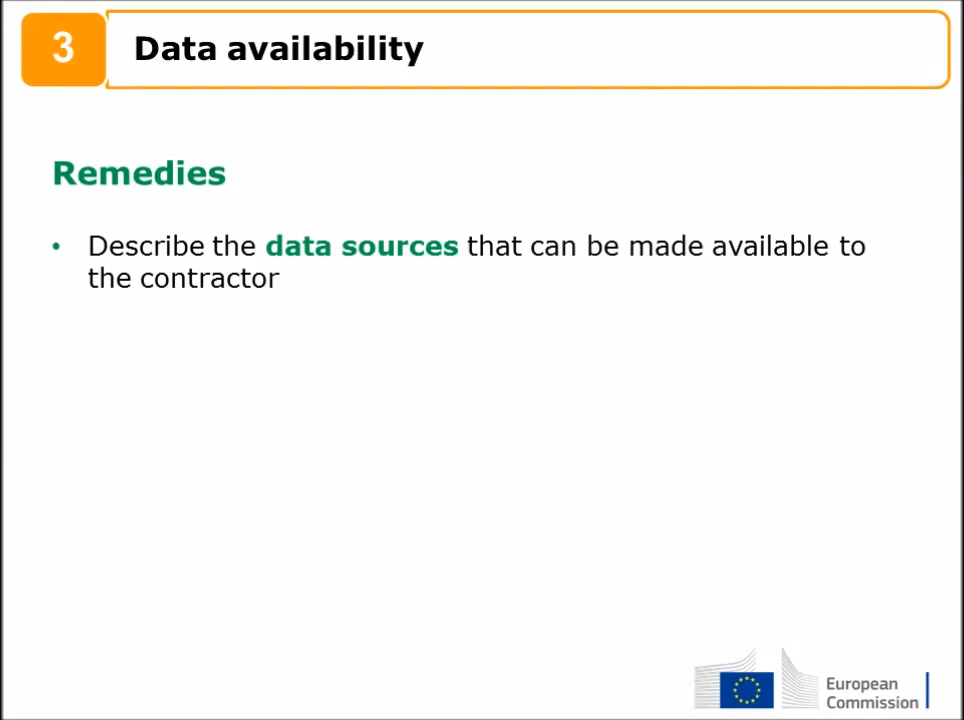 3
Data availability
Remedies
• Describe the data sources that can be made available to
the contractor
European
Commission